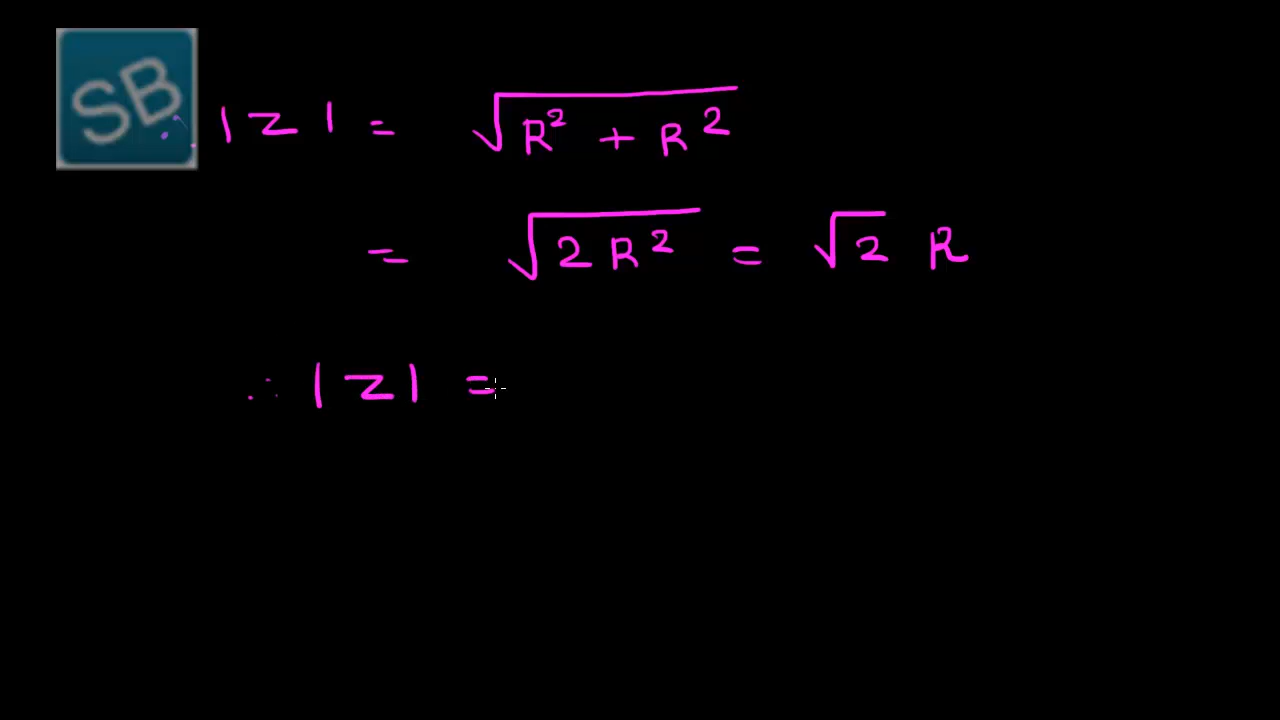 SB
∴ |Z| = √(R² + R²)
= √(2R²) = √2 R
∴ |Z| =